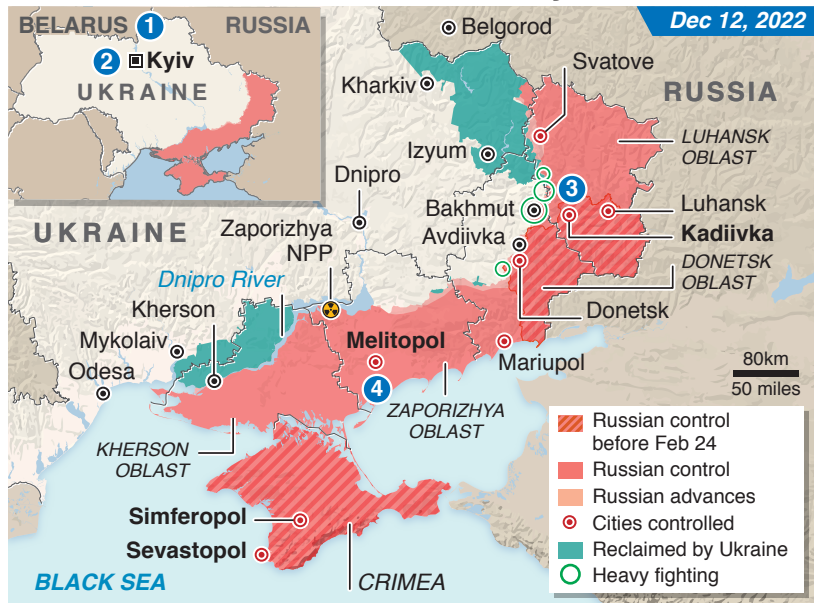 Dec 12, 2022
BELARUS
1
RUSSIA
2
Kyiv
UKRAINE
Belgorod
Svatove
Kharkiv
RUSSIA
LUHANSK
OBLAST
Izyum
Dnipro
3
Bakhmut
Luhansk
UKRAINE
Zaporizhya
NPP
Avdiivka
Kadiivka
DONETSK
OBLAST
Dnipro River
Kherson
Donetsk
Mykolaiv
Melitopol
Mariupol
Odesa
4
80km
50 miles
ZAPORIZHYA
OBLAST
KHERSON
OBLAST
Simferopol
Sevastopol
BLACK SEA
CRIMEA
Russian control
before Feb 24
Russian control
Russian advances
Cities controlled
Reclaimed by Ukraine
Heavy fighting